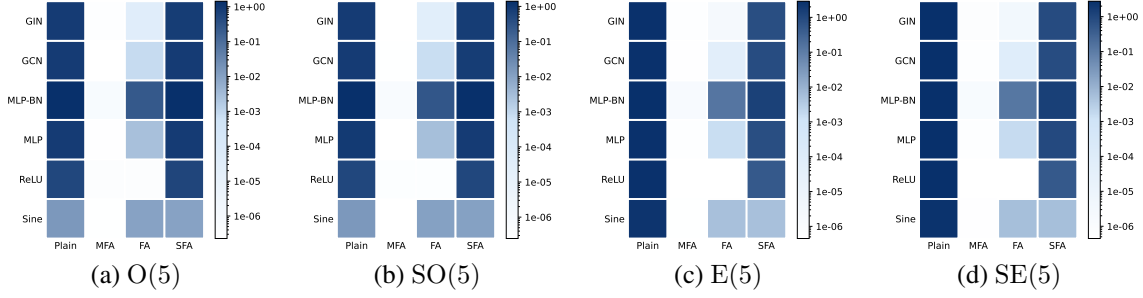 GIN
GCN
MLP-BN
MLP
ReLU
Sine
Plain MFA FA SFA
1e+00
1e-01
1e-02
1e-03
1e-04
1e-05
1e-06
(a) O(5)
GIN
GCN
MLP-BN
MLP
ReLU
Sine
Plain MFA FA SFA
1e+00
1e-01
1e-02
1e-03
1e-04
1e-05
1e-06
(b) SO(5)
GIN
GCN
MLP-BN
MLP
ReLU
Sine
Plain MFA FA SFA
1e+00
1e-01
1e-02
1e-03
1e-04
1e-05
1e-06
(c) E(5)
GIN
GCN
MLP-BN
MLP
ReLU
Sine
Plain MFA FA SFA
1e+00
1e-01
1e-02
1e-03
1e-04
1e-05
1e-06
(d) SE(5)